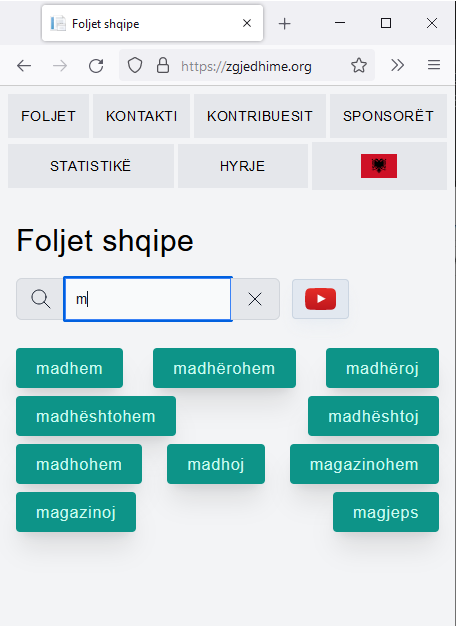 Foljet shqipe
https://zgjedhime.org
FOLJET KONTAKTI KONTRIBUESIT SPONSORËT
STATISTIKË HYRJE
Foljet shqipe
m
madhem madhërohem madhëroj
madhështohem madhështoj
madhohem madhoj magazinohem
magazinoj magjeps